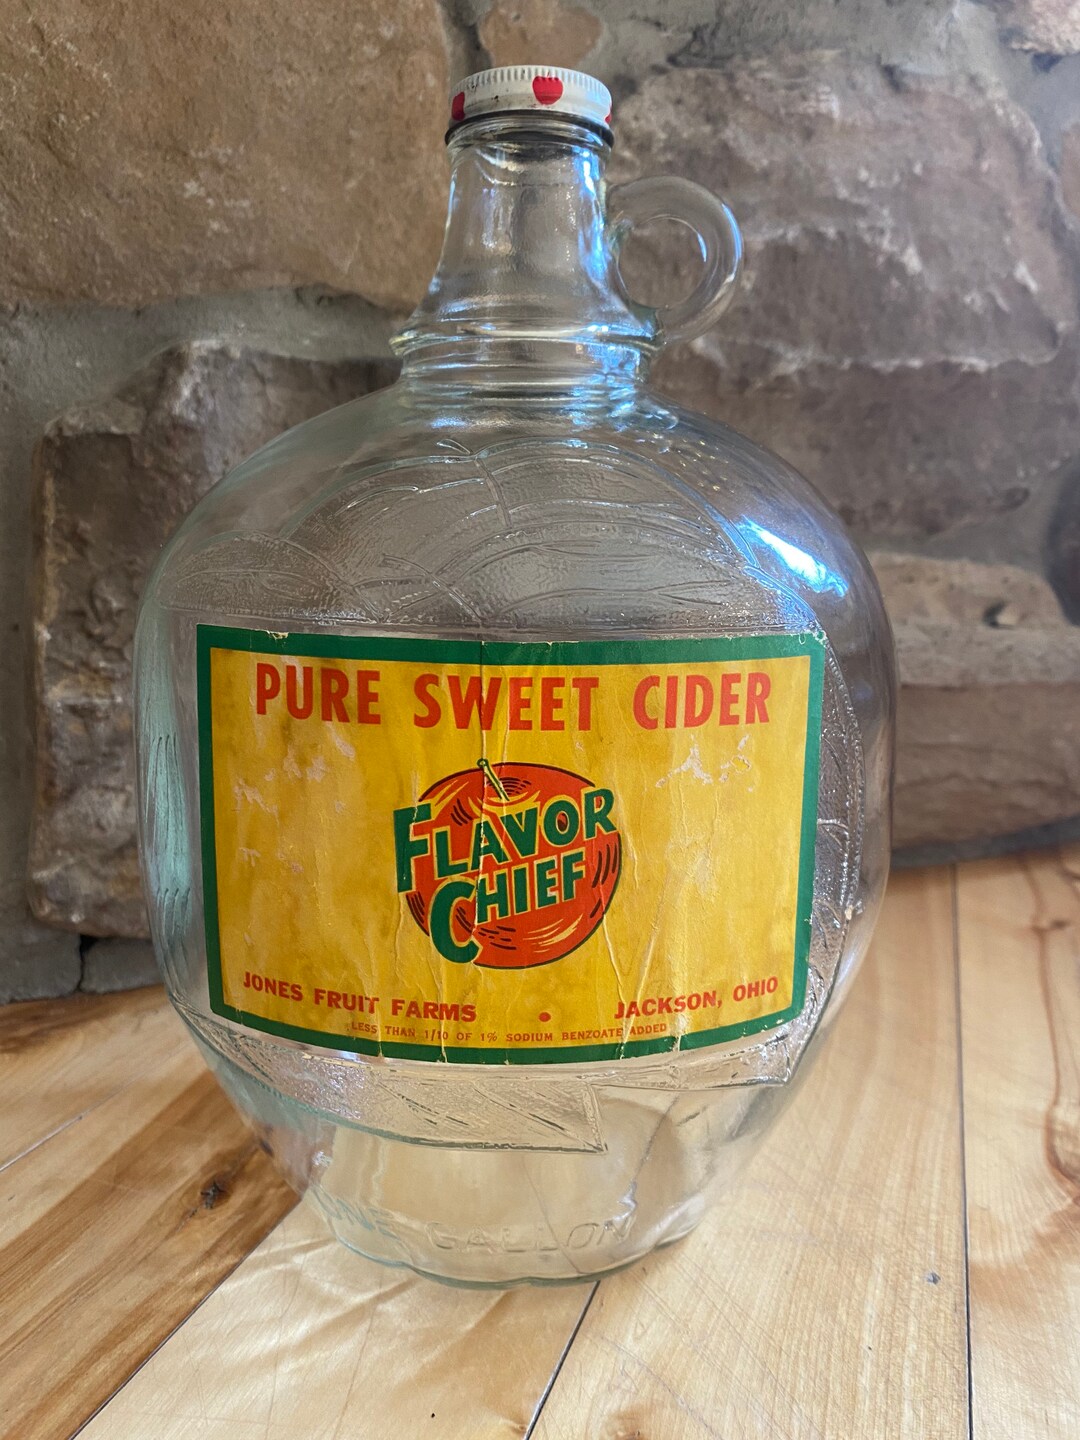 PURE SWEET CIDER
FLAVOR
CHIEF
JONES FRUIT FARMS • JACKSON, OHIO
LESS THAN 1/10 OF 1% SODIUM BENZOATE ADDED
ONE GALLON